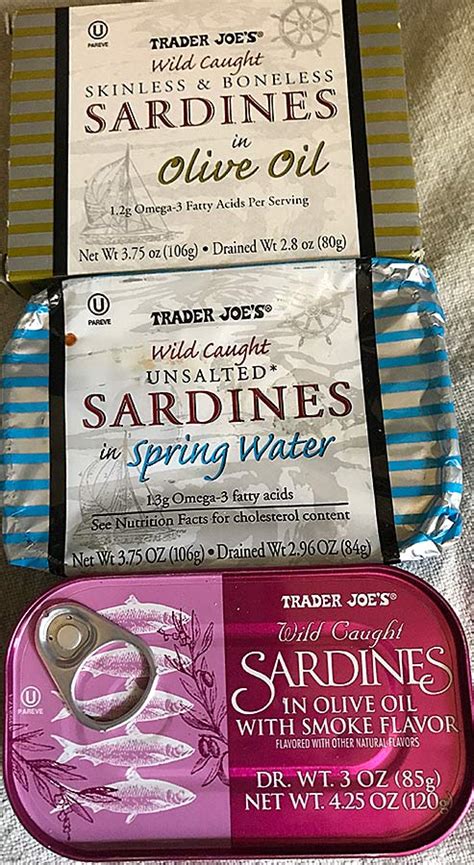 U
PAREVE
TRADER JOE'S®
Wild Caught
SKINLESS & BONELESS
SARDINES
in
Olive Oil
1.2g Omega-3 Fatty Acids Per Serving
Net Wt 3.75 oz (106g) • Drained Wt 2.8 oz (80g)
U
PAREVE
TRADER JOE'S®
Wild Caught
UNSALTED*
SARDINES
in Spring Water
1.3g Omega-3 fatty acids
See Nutrition Facts for cholesterol content
Net Wt 3.75 OZ (106g) • Drained Wt 2.96 OZ (84g)
TRADER JOE'S®
Wild Caught
SARDINES
IN OLIVE OIL
WITH SMOKE FLAVOR
FLAVORED WITH OTHER NATURAL FLAVORS
U
PAREVE
DR. WT. 3 OZ (85g)
NET WT. 4.25 OZ (120g)